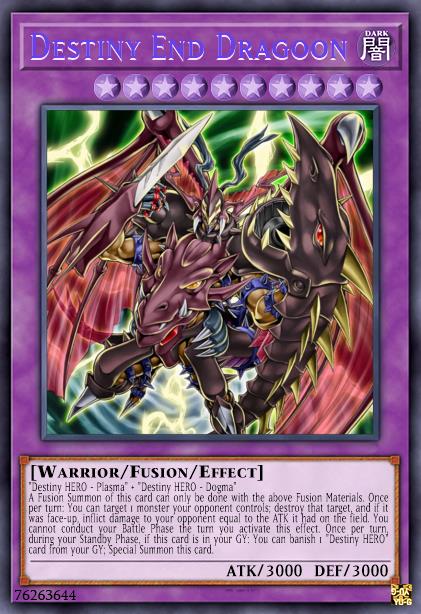 DESTINY END DRAGOON
DARK
闇
[WARRIOR/FUSION/EFFECT]
"Destiny HERO - Plasma" + "Destiny HERO - Dogma"
A Fusion Summon of this card can only be done with the above Fusion Materials. Once
per turn: You can target 1 monster your opponent controls; destroy that target, and if it
was face-up, inflict damage to your opponent equal to the ATK it had on the field. You
cannot conduct your Battle Phase the turn you activate this effect. Once per turn,
during your Standby Phase, if this card is in your GY: You can banish 1 "Destiny HERO"
card from your GY; Special Summon this card.
ATK/3000 DEF/3000
76263644